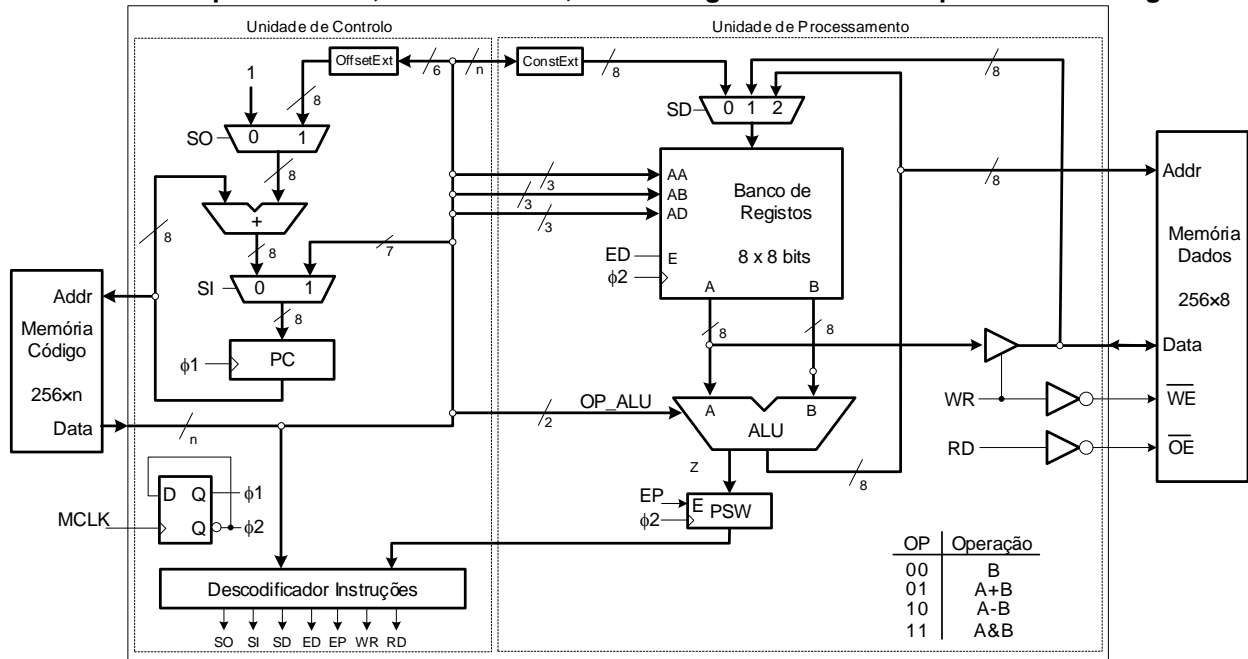 Unidade de Controlo
Unidade de Processamento
OffsetExt
6
n
ConstExt
8
8
1
8
SO
0 1
SD
0 1 2
8
8
AA
AB
AD
3
3
3
Banco de
Registos
8 x 8 bits
ED
E
ϕ2
A
B
+
8
8
7
SI
0 1
8
ϕ1
PC
Addr
Memória
Código
256×n
Data
n
8
8
Addr
Memória
Dados
256×8
Data
WE
OE
WR
RD
OP_ALU
2
A
B
ALU
Z
8
EP
E
PSW
ϕ2
D Q
ϕ1
MCLK
Q
ϕ2
Descodificador Instruções
SO SI SD ED EP WR RD
OP Operação
00 B
01 A+B
10 A-B
11 A&B